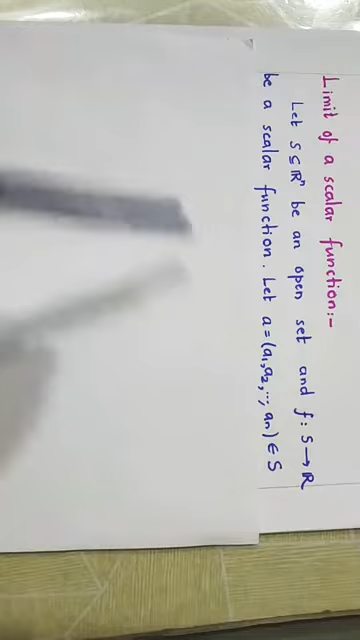 Limit of a scalar function:-
Let S ⊆ ℝⁿ be an open set and f : S → ℝ
be a scalar function. Let a = (a₁, a₂, ..., aₙ) ∈ S